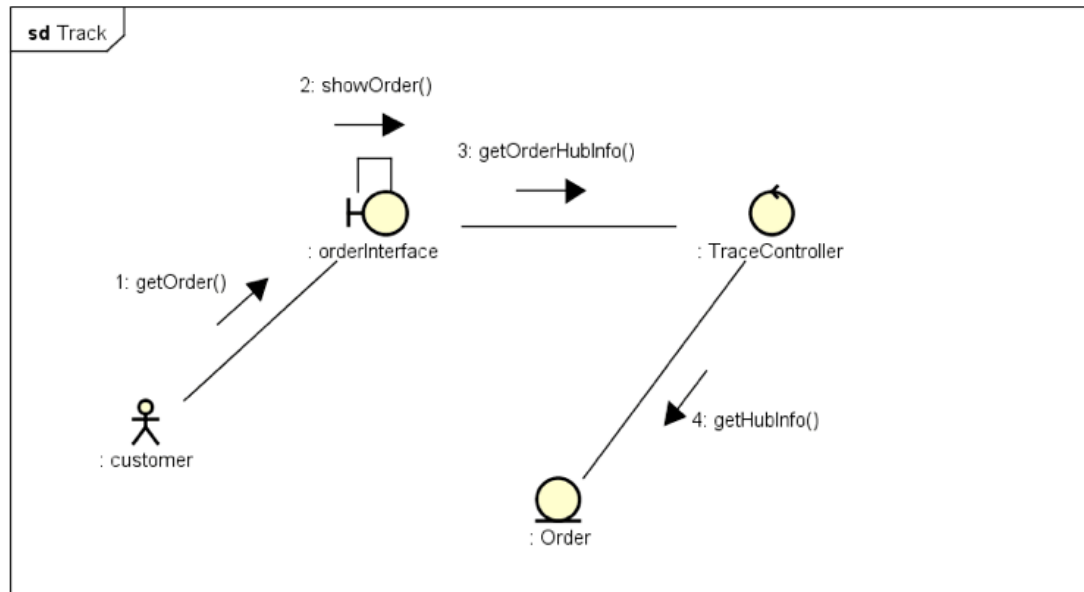 sd Track
2: showOrder()
3: getOrderHubInfo()
: orderInterface
: TraceController
1: getOrder()
4: getHubInfo()
: customer
: Order